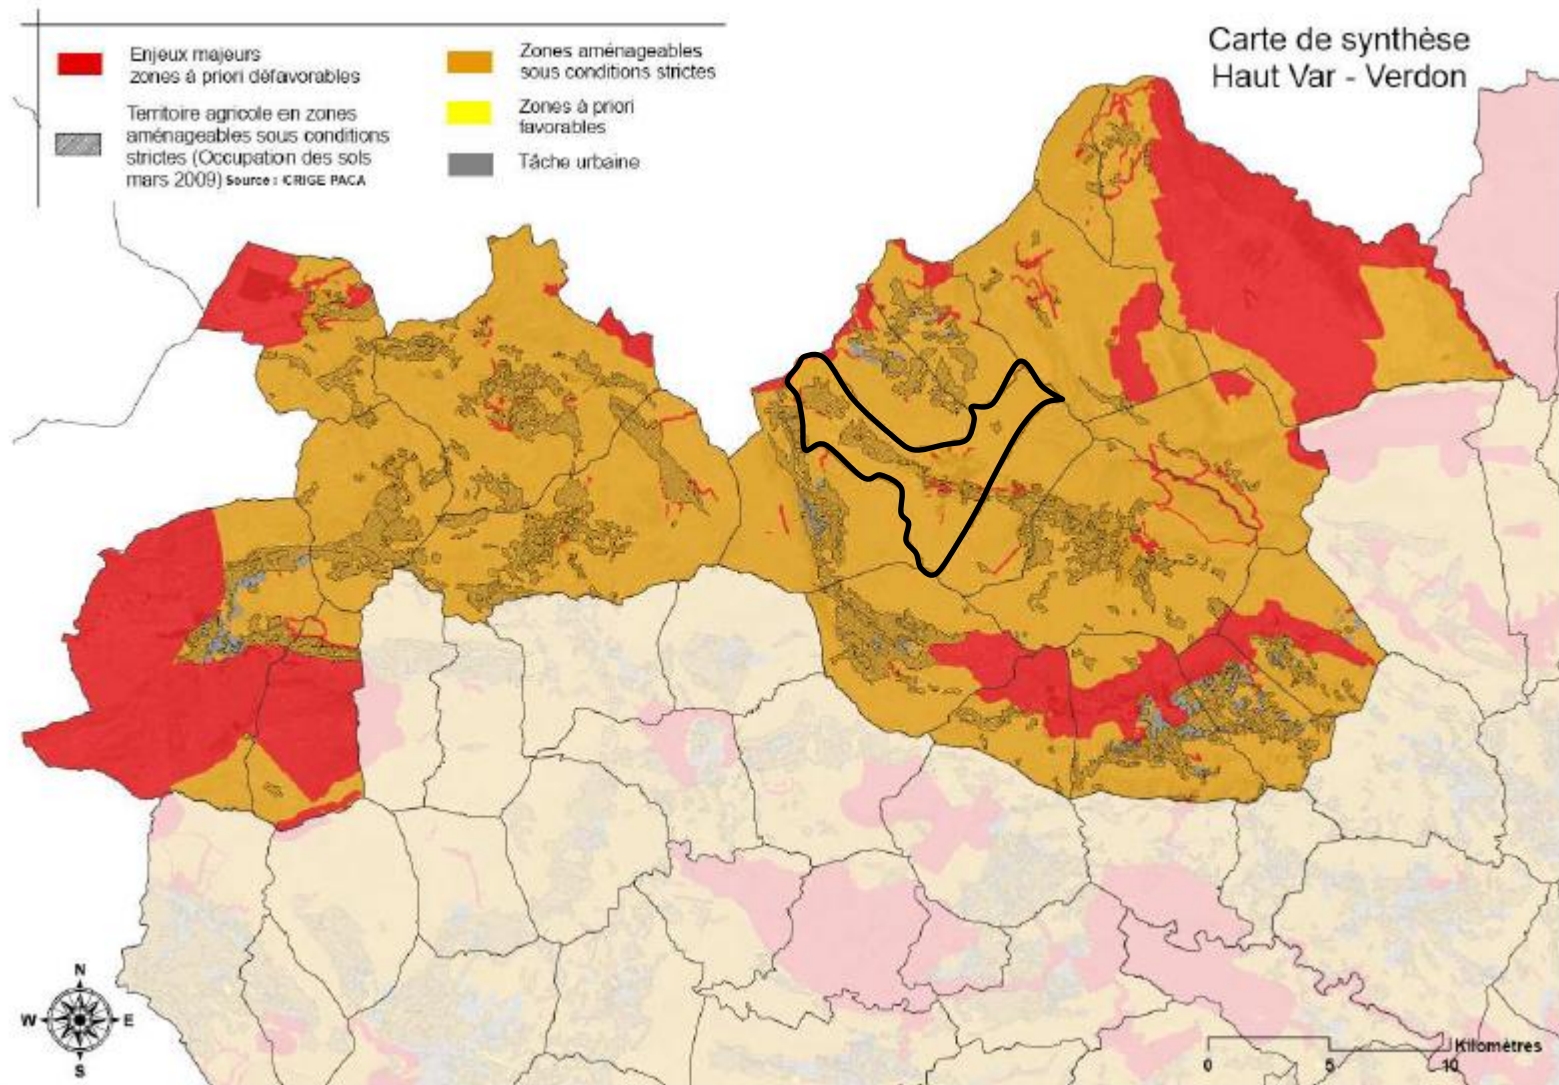 Carte de synthèse
Haut Var - Verdon
Enjeux majeurs
zones à priori défavorables
Territoire agricole en zones
aménageables sous conditions
strictes (Occupation des sols
mars 2009) Source : CRIGE PACA
Zones aménageables
sous conditions strictes
Zones à priori
favorables
Tâche urbaine
N
W E
S
Kilomètres
0 5 10